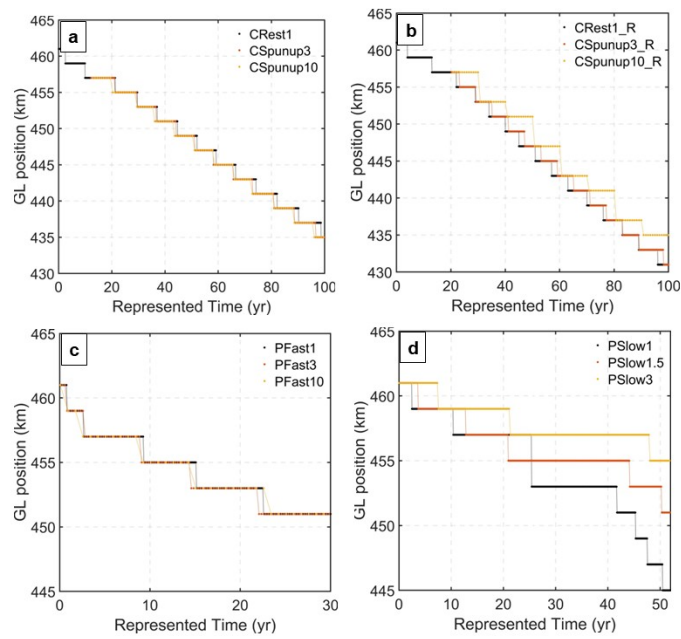 a
CRest1
CSpunup3
CSpunup10
465
460
455
450
445
440
435
430
GL position (km)
0 20 40 60 80 100
Represented Time (yr)
b
CRest1_R
CSpunup3_R
CSpunup10_R
465
460
455
450
445
440
435
430
GL position (km)
0 20 40 60 80 100
Represented Time (yr)
c
PFast1
PFast3
PFast10
465
460
455
450
445
GL position (km)
0 10 20 30
Represented Time (yr)
d
PSlow1
PSlow1.5
PSlow3
465
460
455
450
445
GL position (km)
0 10 20 30 40 50
Represented Time (yr)